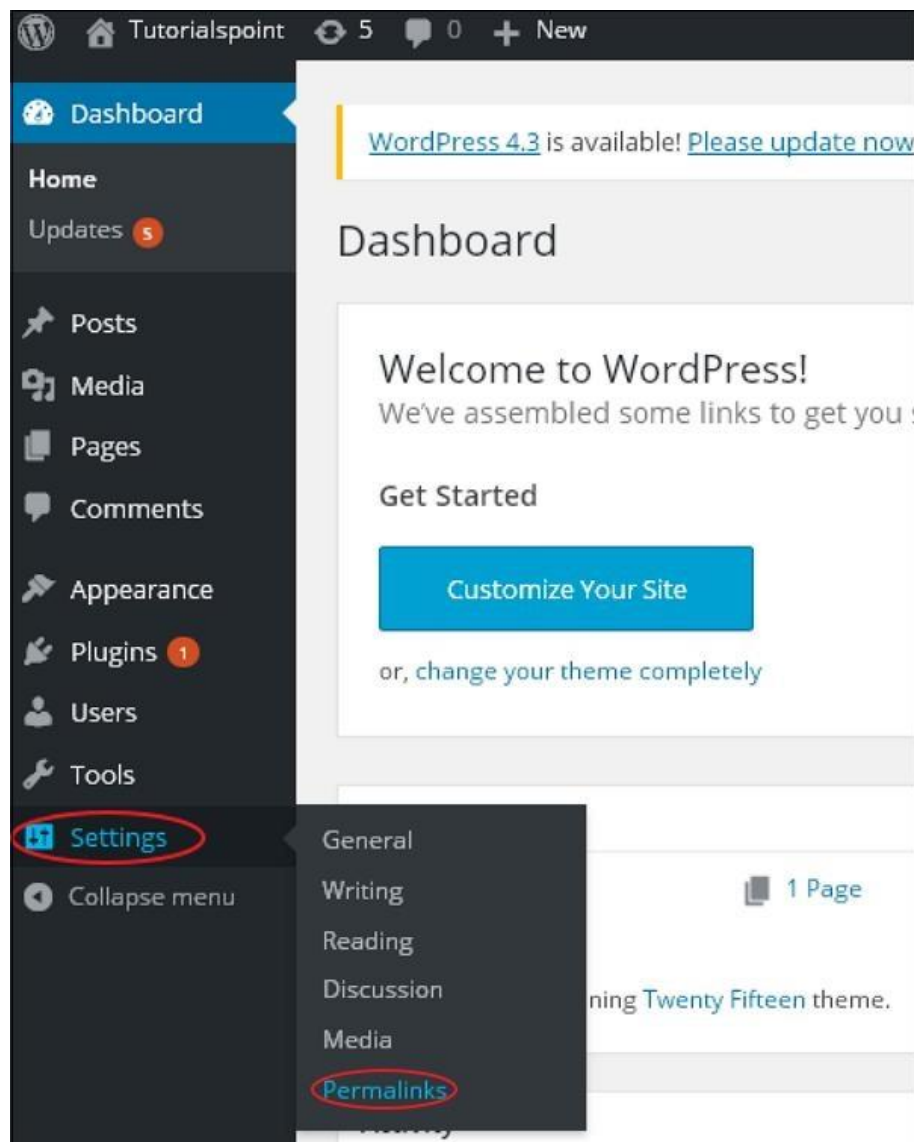 Tutorialspoint 5 0 + New
Dashboard
Home
Updates 5
Posts
Media
Pages
Comments
Appearance
Plugins 1
Users
Tools
Settings
Collapse menu
General
Writing
Reading
Discussion
Media
Permalinks
WordPress 4.3 is available! Please update now
Dashboard
Welcome to WordPress!
We've assembled some links to get you
Get Started
Customize Your Site
or, change your theme completely
1 Page
ning Twenty Fifteen theme.